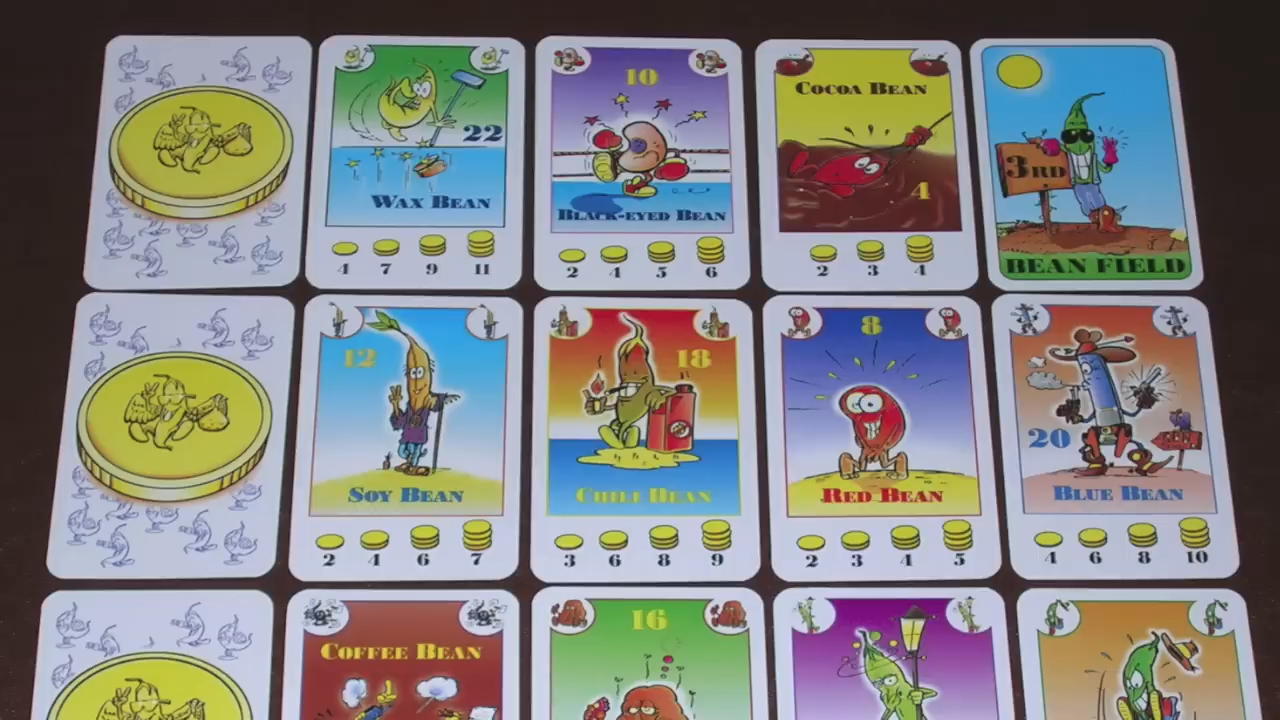 22
WAX BEAN
4 7 9 11
10
BLACK-EYED BEAN
2 4 5 6
COCOA BEAN
4
2 3 4
3RD
BEAN FIELD
12
SOY BEAN
2 4 6 7
18
CHILI BEAN
3 6 8 9
8
RED BEAN
2 3 4 5
20
BLUE BEAN
4 6 8 10
COFFEE BEAN
16